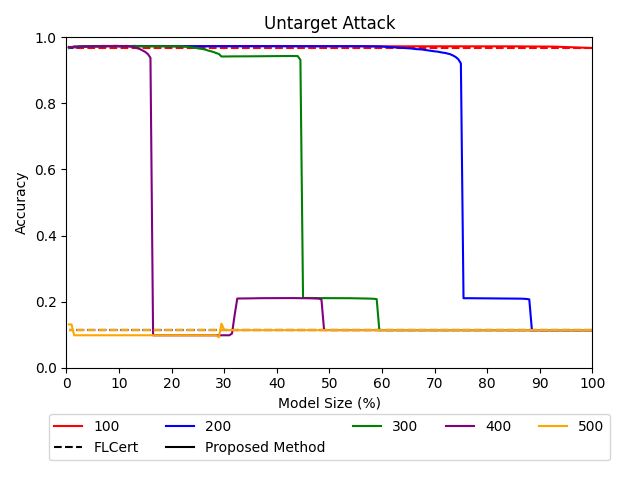 Untarget Attack
1.0
0.8
0.6
0.4
0.2
0.0
Accuracy
0 10 20 30 40 50 60 70 80 90 100
Model Size (%)
100 200 300 400 500
FLCert Proposed Method